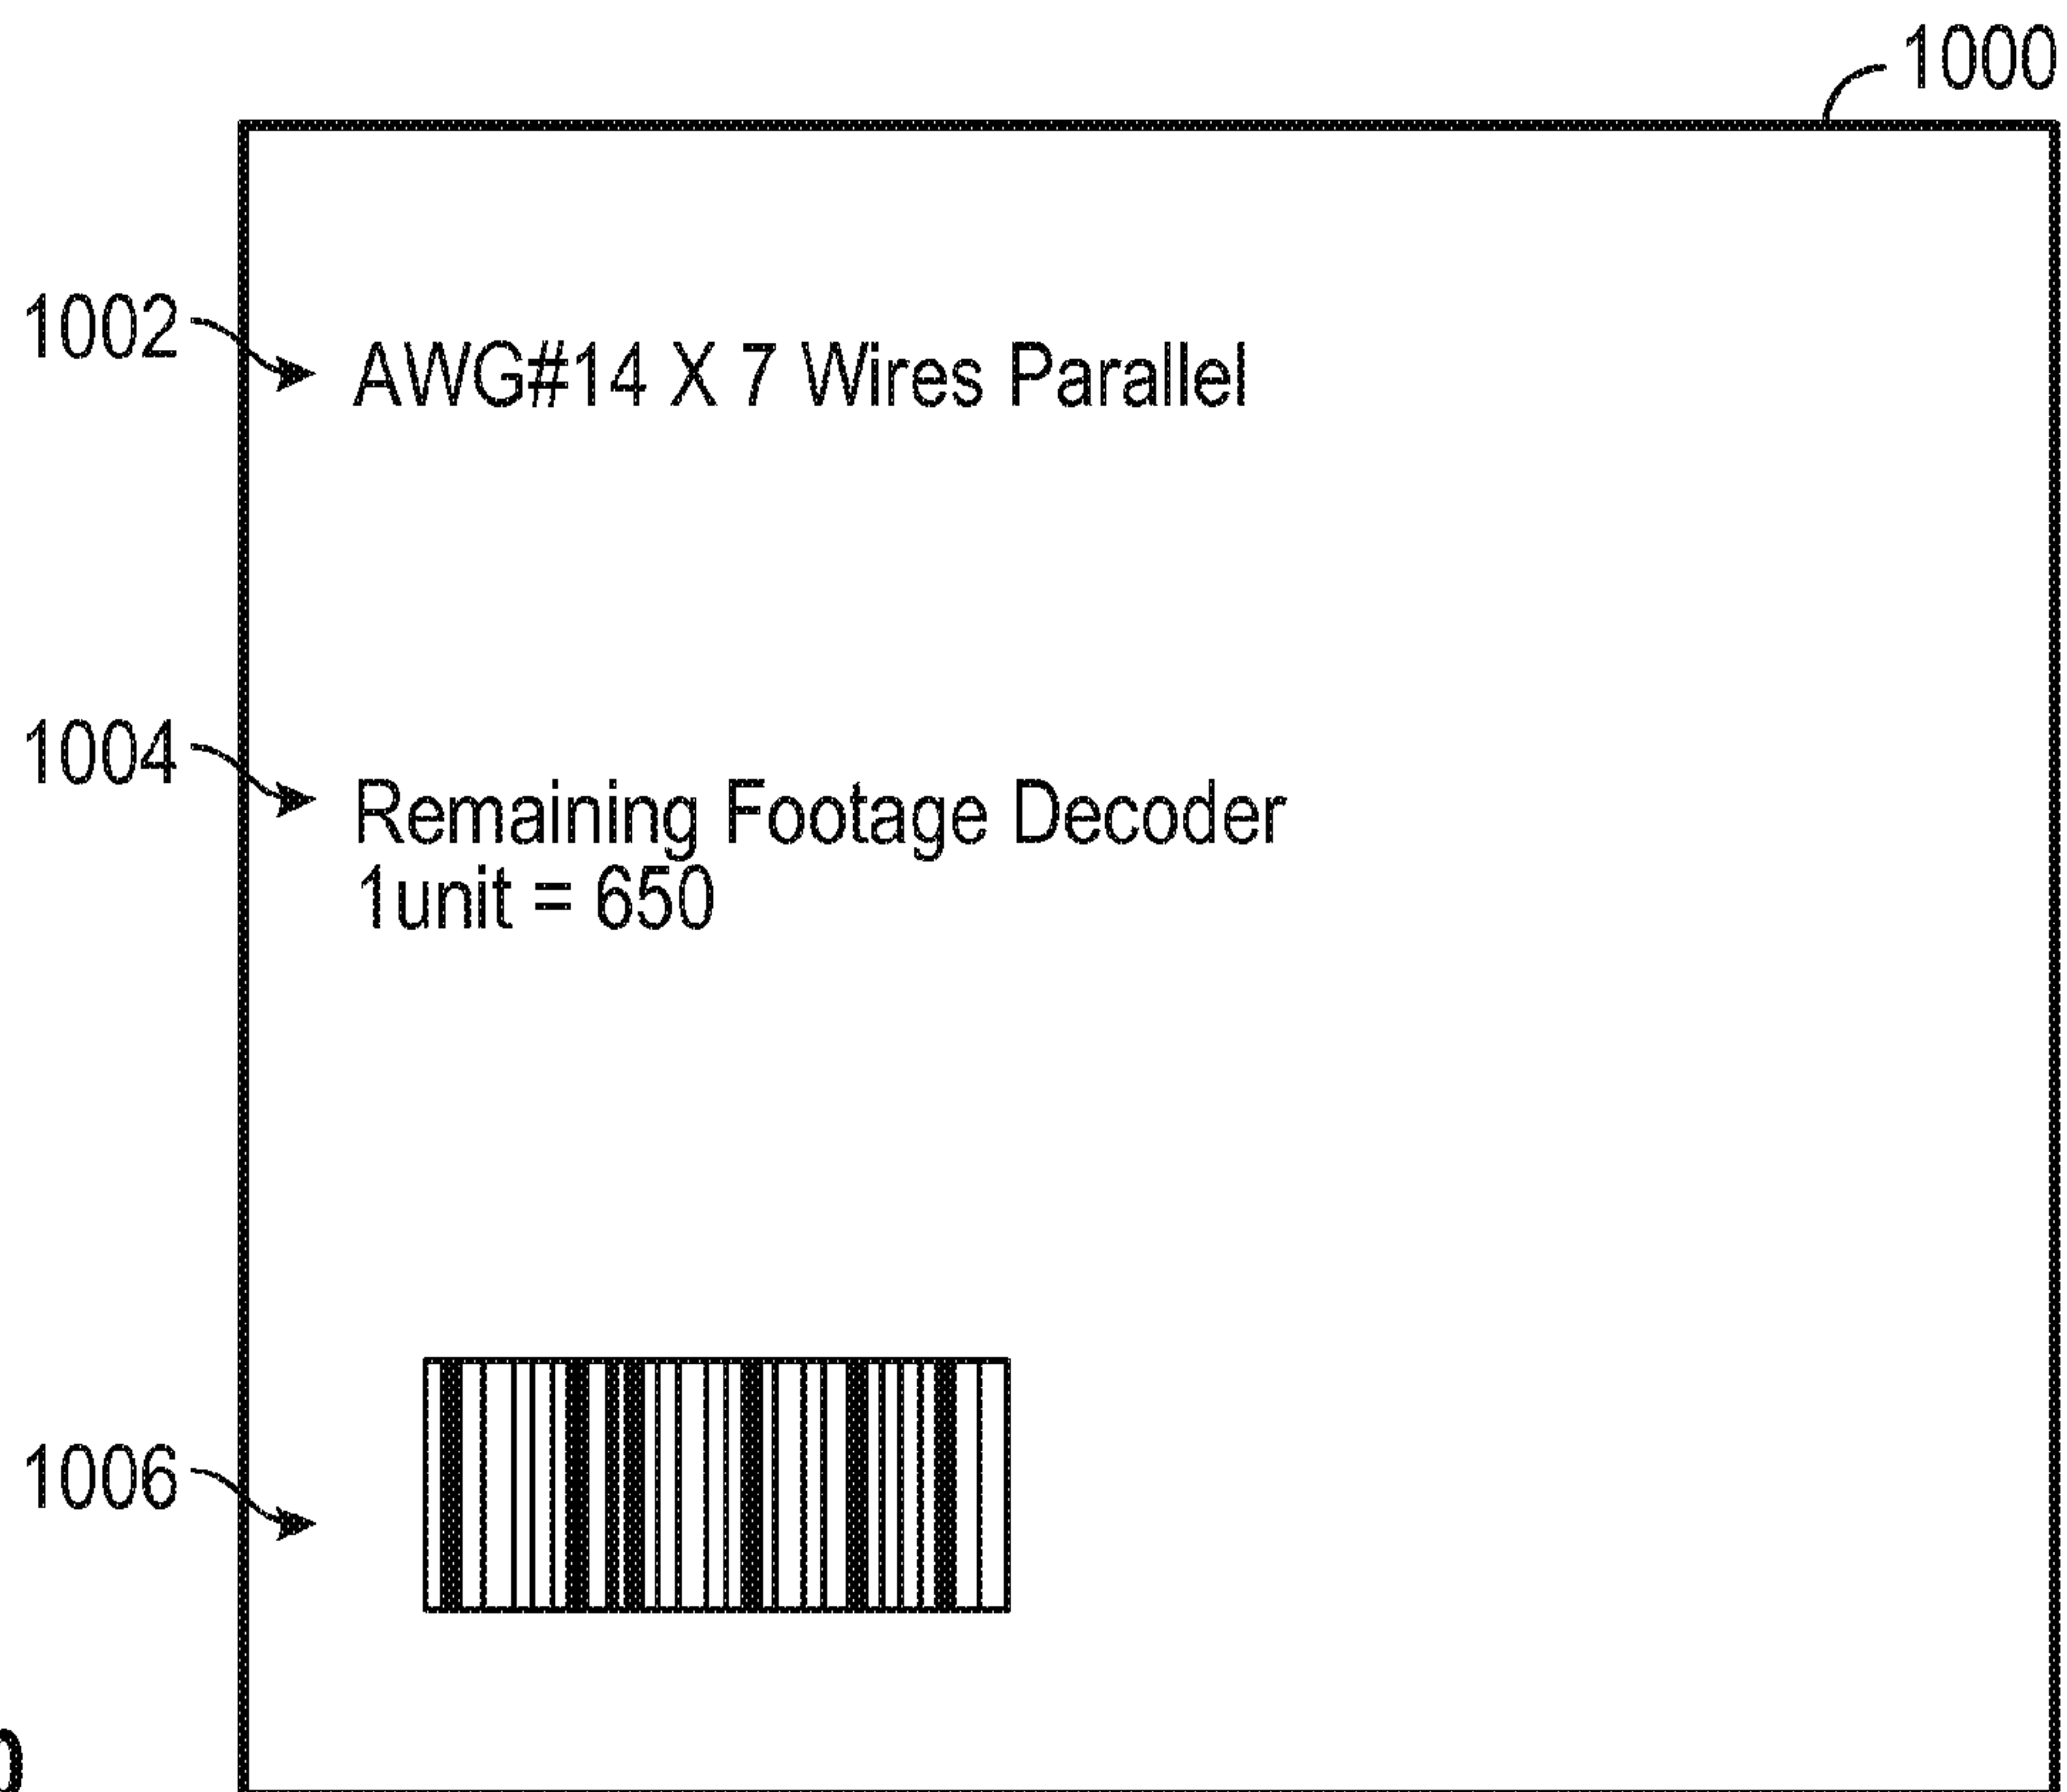 1000
1002
AWG#14 X 7 Wires Parallel
1004
Remaining Footage Decoder
1unit = 650
1006